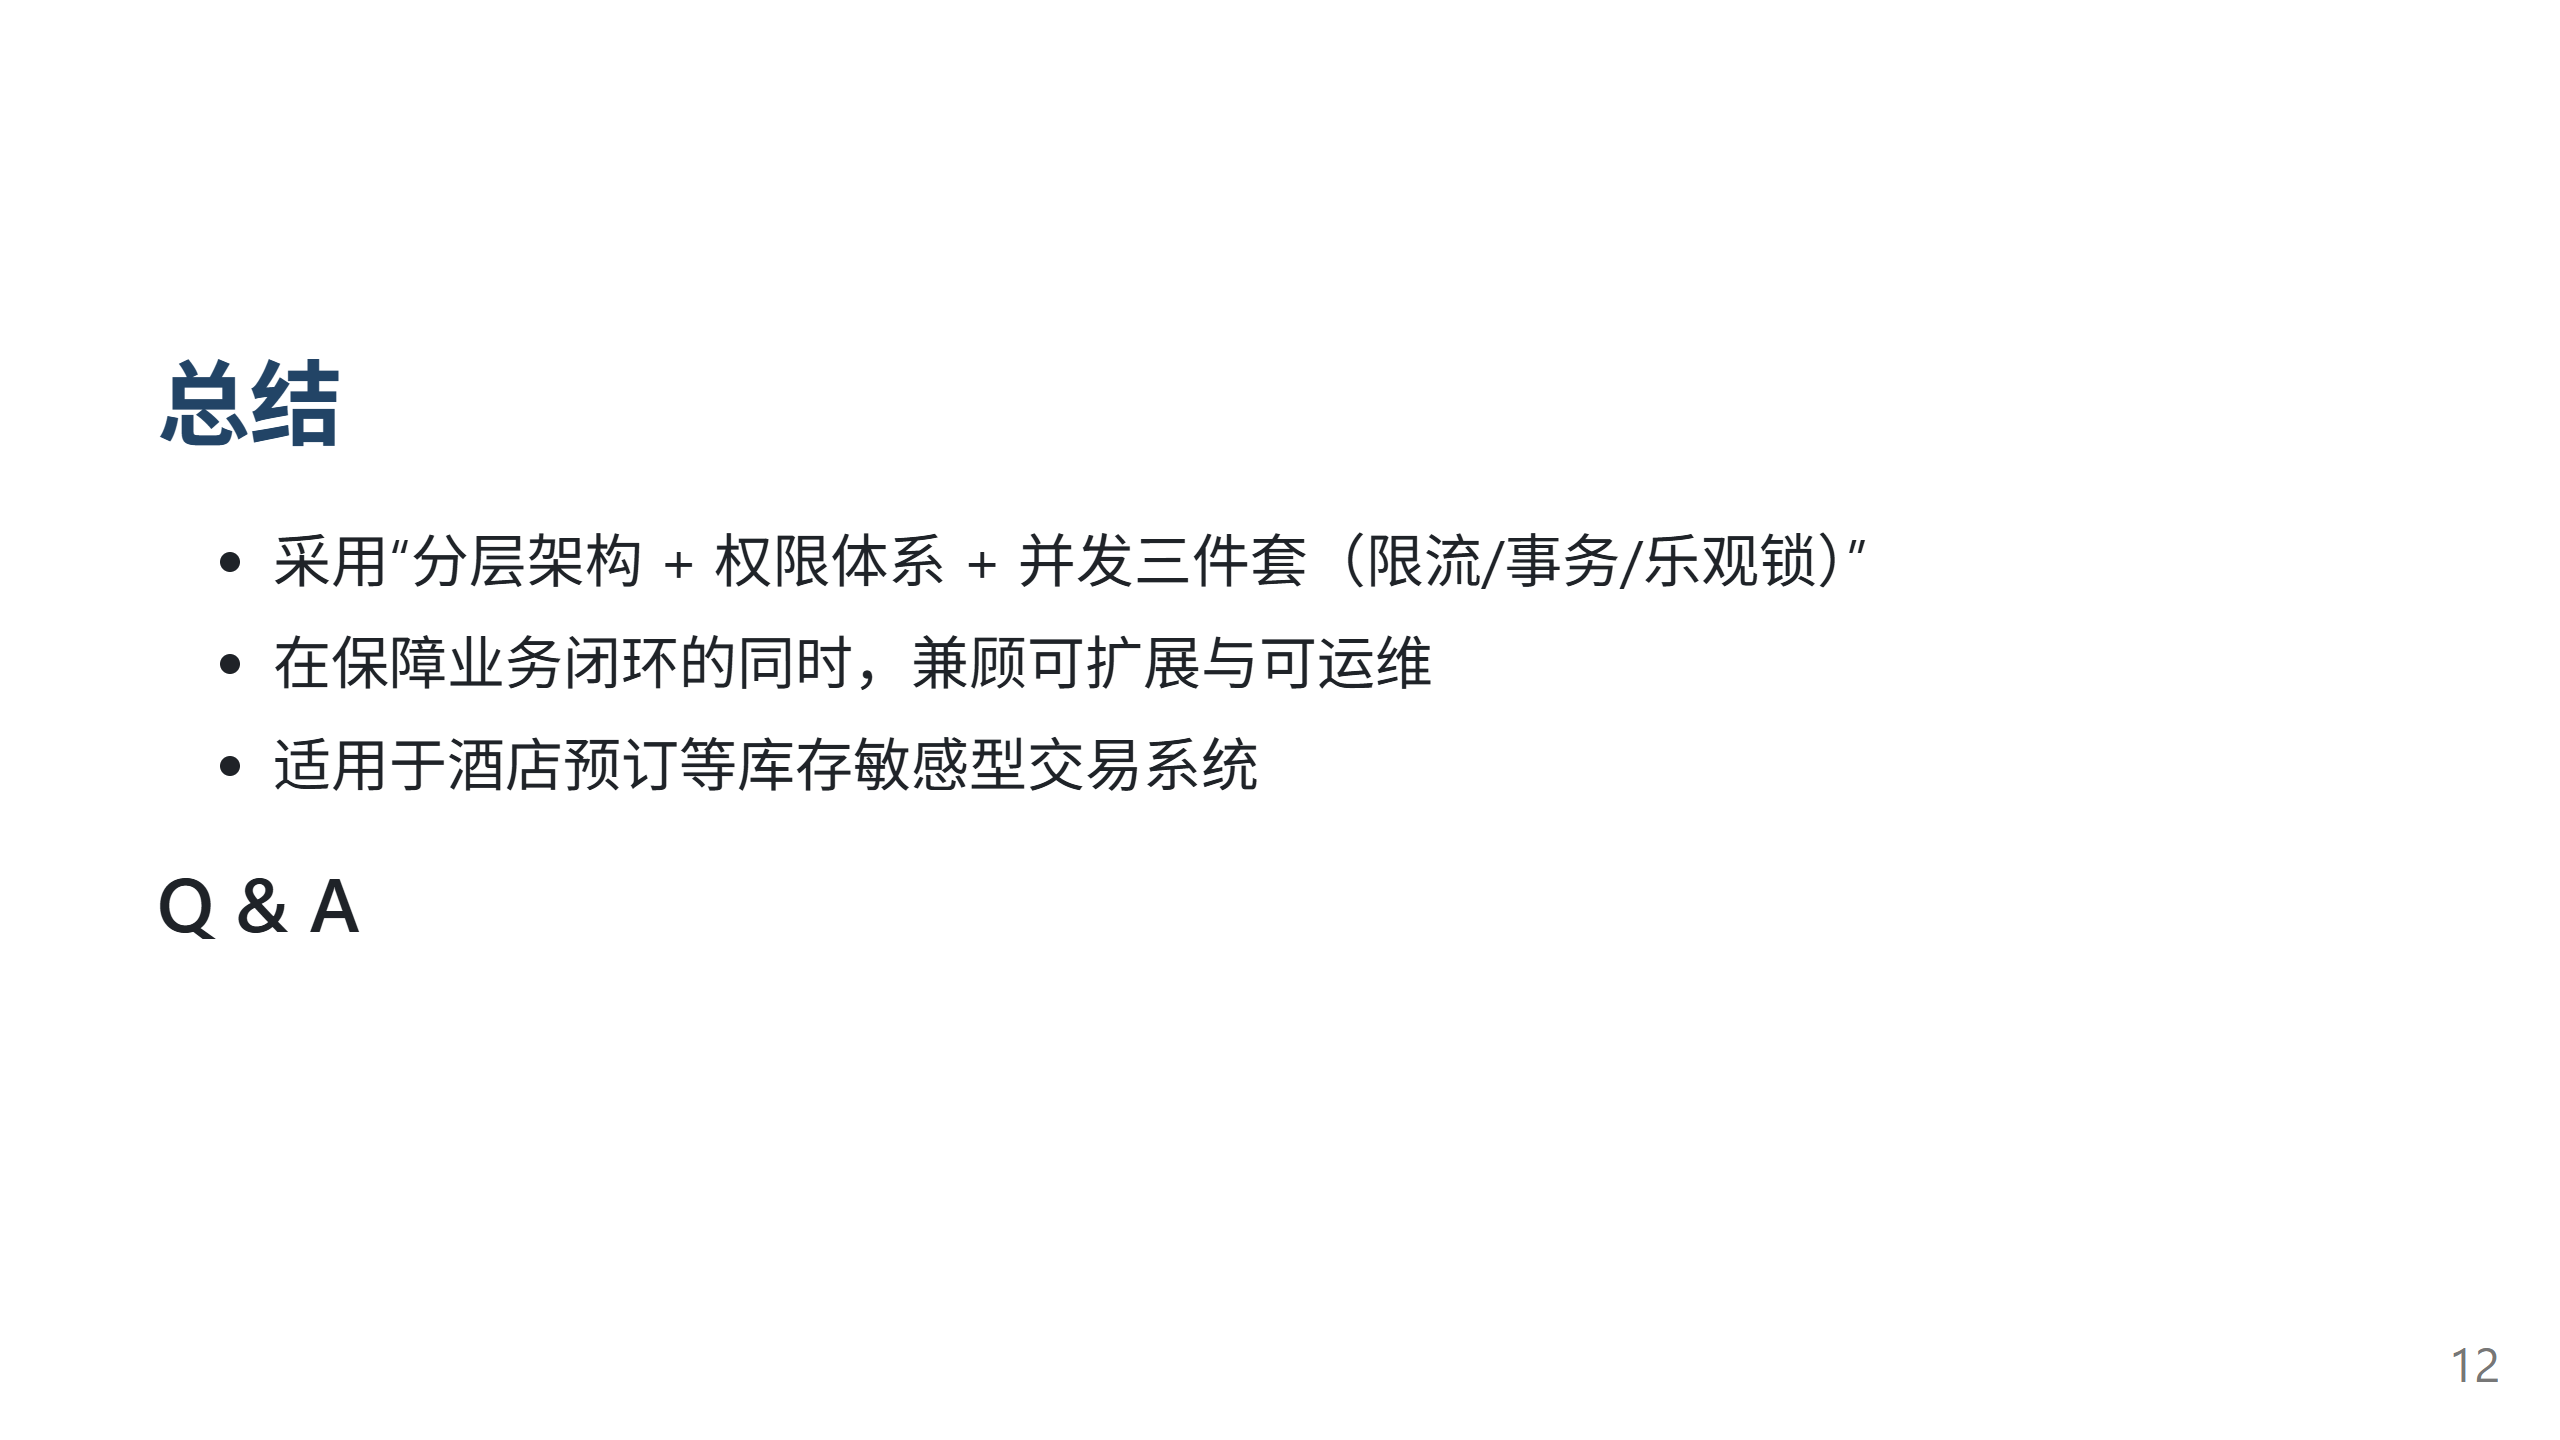 总结
• 采用“分层架构 + 权限体系 + 并发三件套（限流/事务/乐观锁）”
• 在保障业务闭环的同时，兼顾可扩展与可运维
• 适用于酒店预订等库存敏感型交易系统
Q & A
12